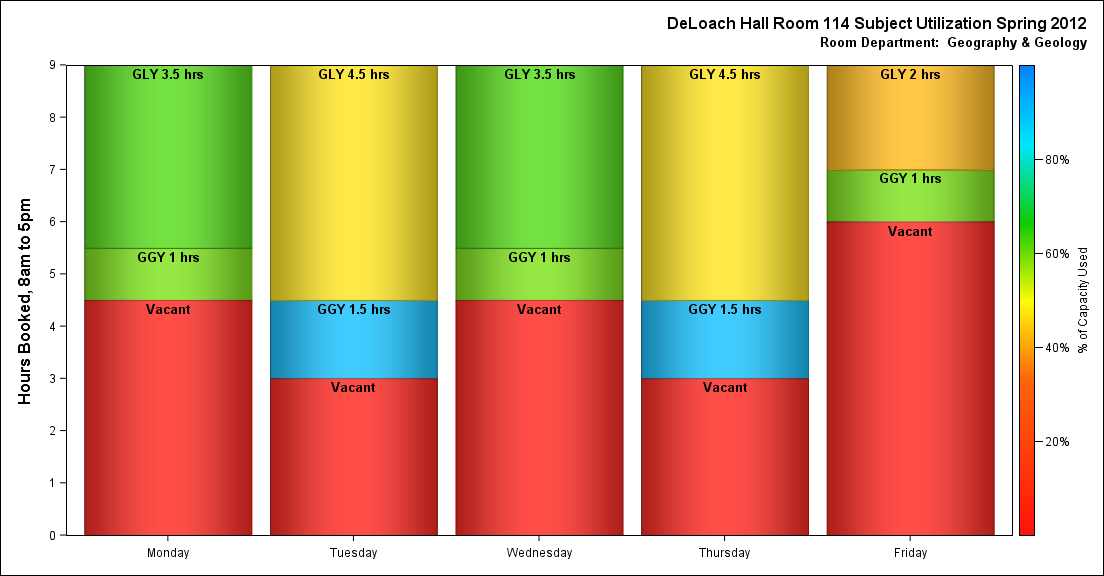 DeLoach Hall Room 114 Subject Utilization Spring 2012
Room Department:  Geography & Geology
Hours Booked, 8am to 5pm
9
8
7
6
5
4
3
2
1
0
GLY 3.5 hrs
GGY 1 hrs
Vacant
GLY 4.5 hrs
GGY 1.5 hrs
Vacant
GLY 3.5 hrs
GGY 1 hrs
Vacant
GLY 4.5 hrs
GGY 1.5 hrs
Vacant
GLY 2 hrs
GGY 1 hrs
Vacant
Monday
Tuesday
Wednesday
Thursday
Friday
80%
60%
40%
20%
% of Capacity Used